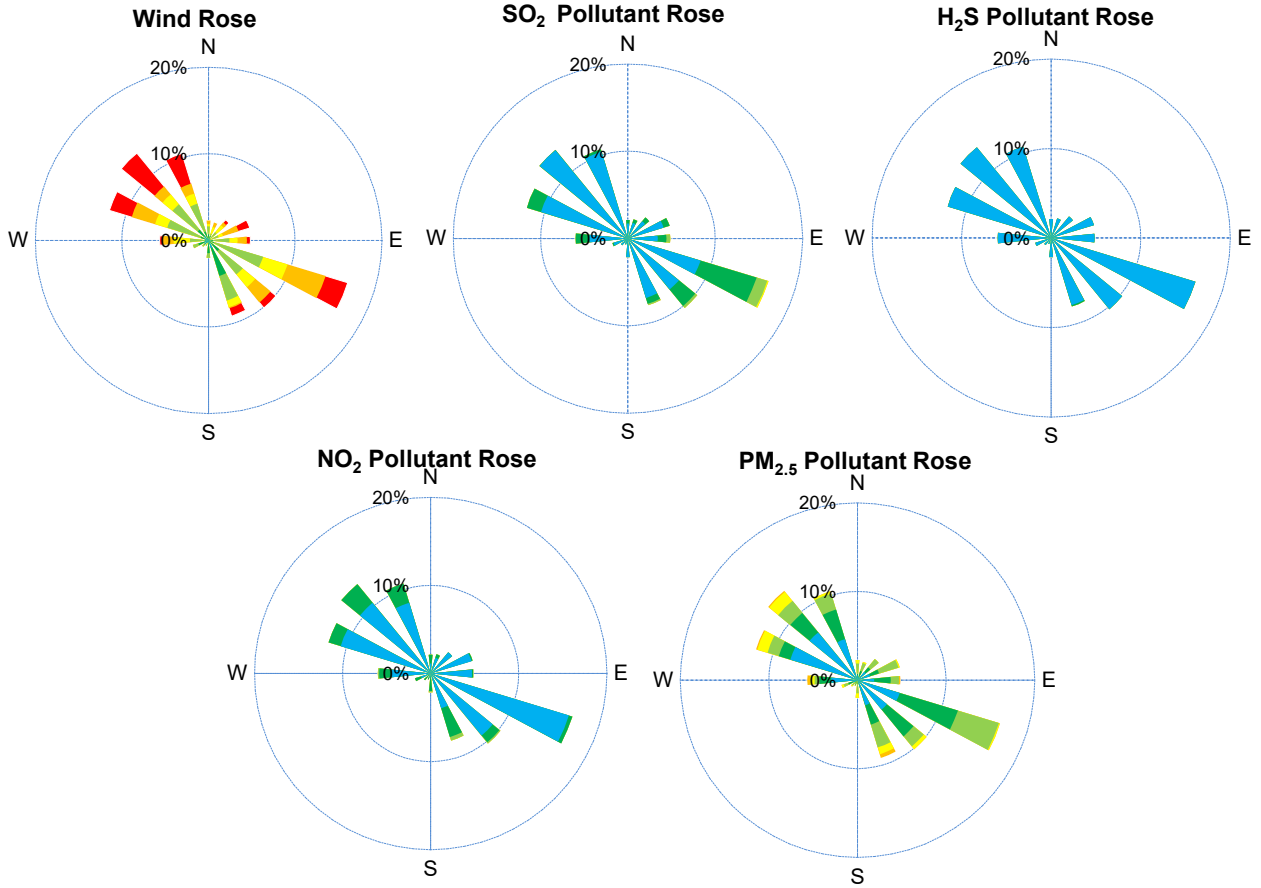 Wind Rose
N
20%
10%
0%
W
E
S
SO₂ Pollutant Rose
N
20%
10%
0%
W
E
S
H₂S Pollutant Rose
N
20%
10%
0%
W
E
S
NO₂ Pollutant Rose
N
20%
10%
0%
W
E
S
PM₂.₅ Pollutant Rose
N
20%
10%
0%
W
E
S